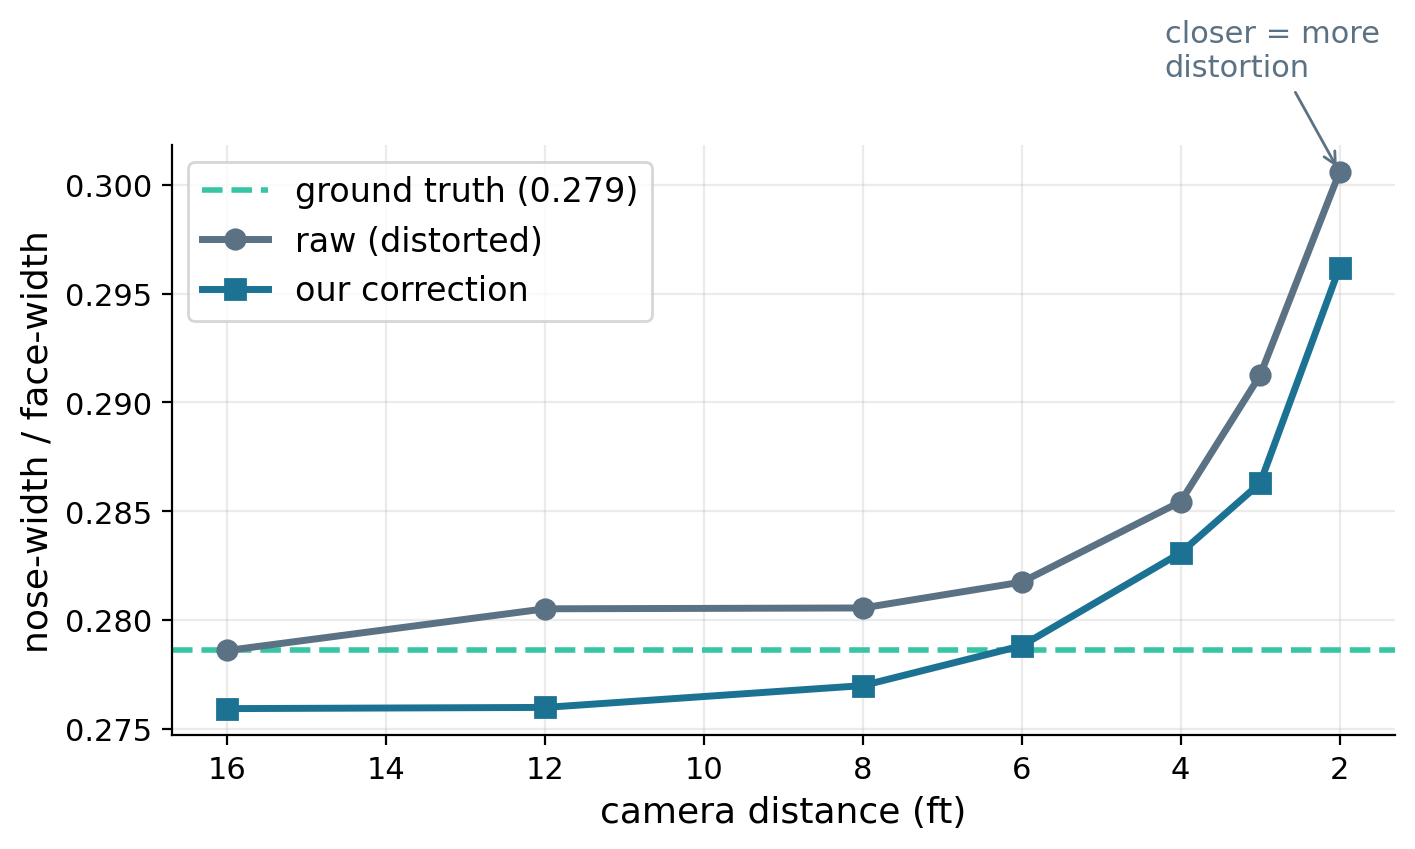 closer = more
distortion
ground truth (0.279)
raw (distorted)
our correction
nose-width / face-width
0.300
0.295
0.290
0.285
0.280
0.275
16 14 12 10 8 6 4 2
camera distance (ft)